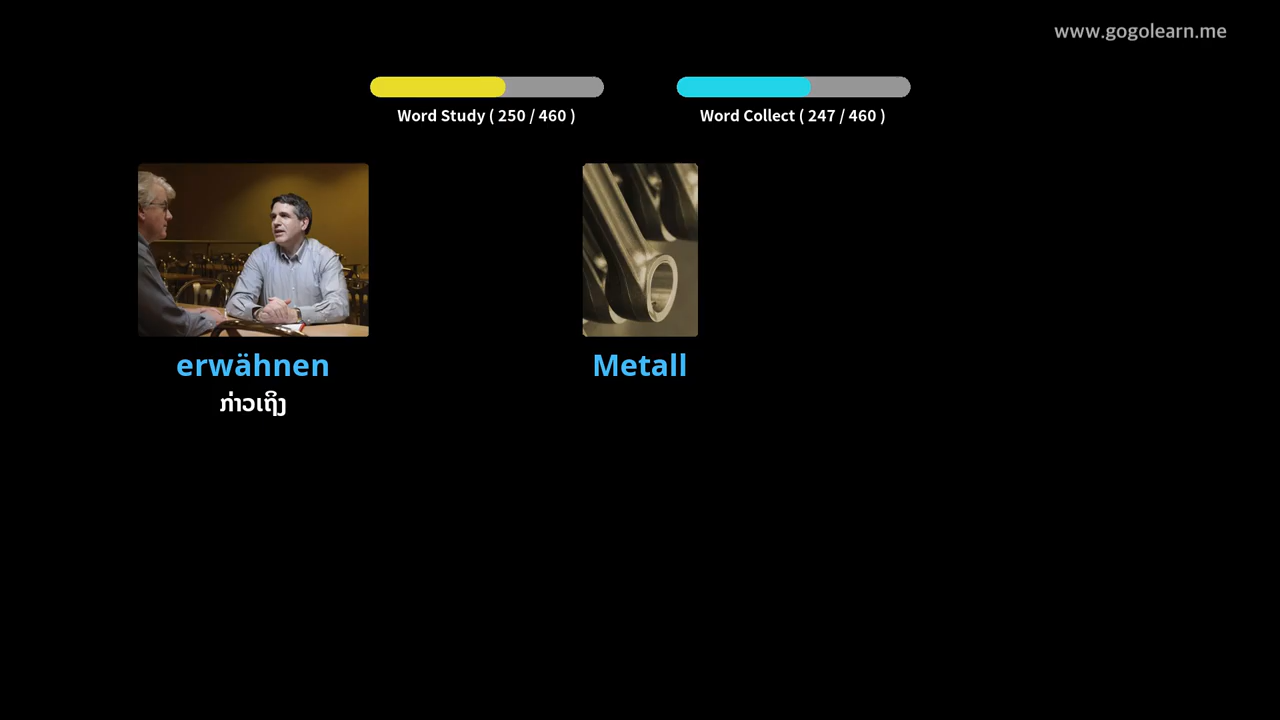 www.gogolearn.me
Word Study ( 250 / 460 )
Word Collect ( 247 / 460 )
erwähnen
ກ່າວເຖິງ
Metall